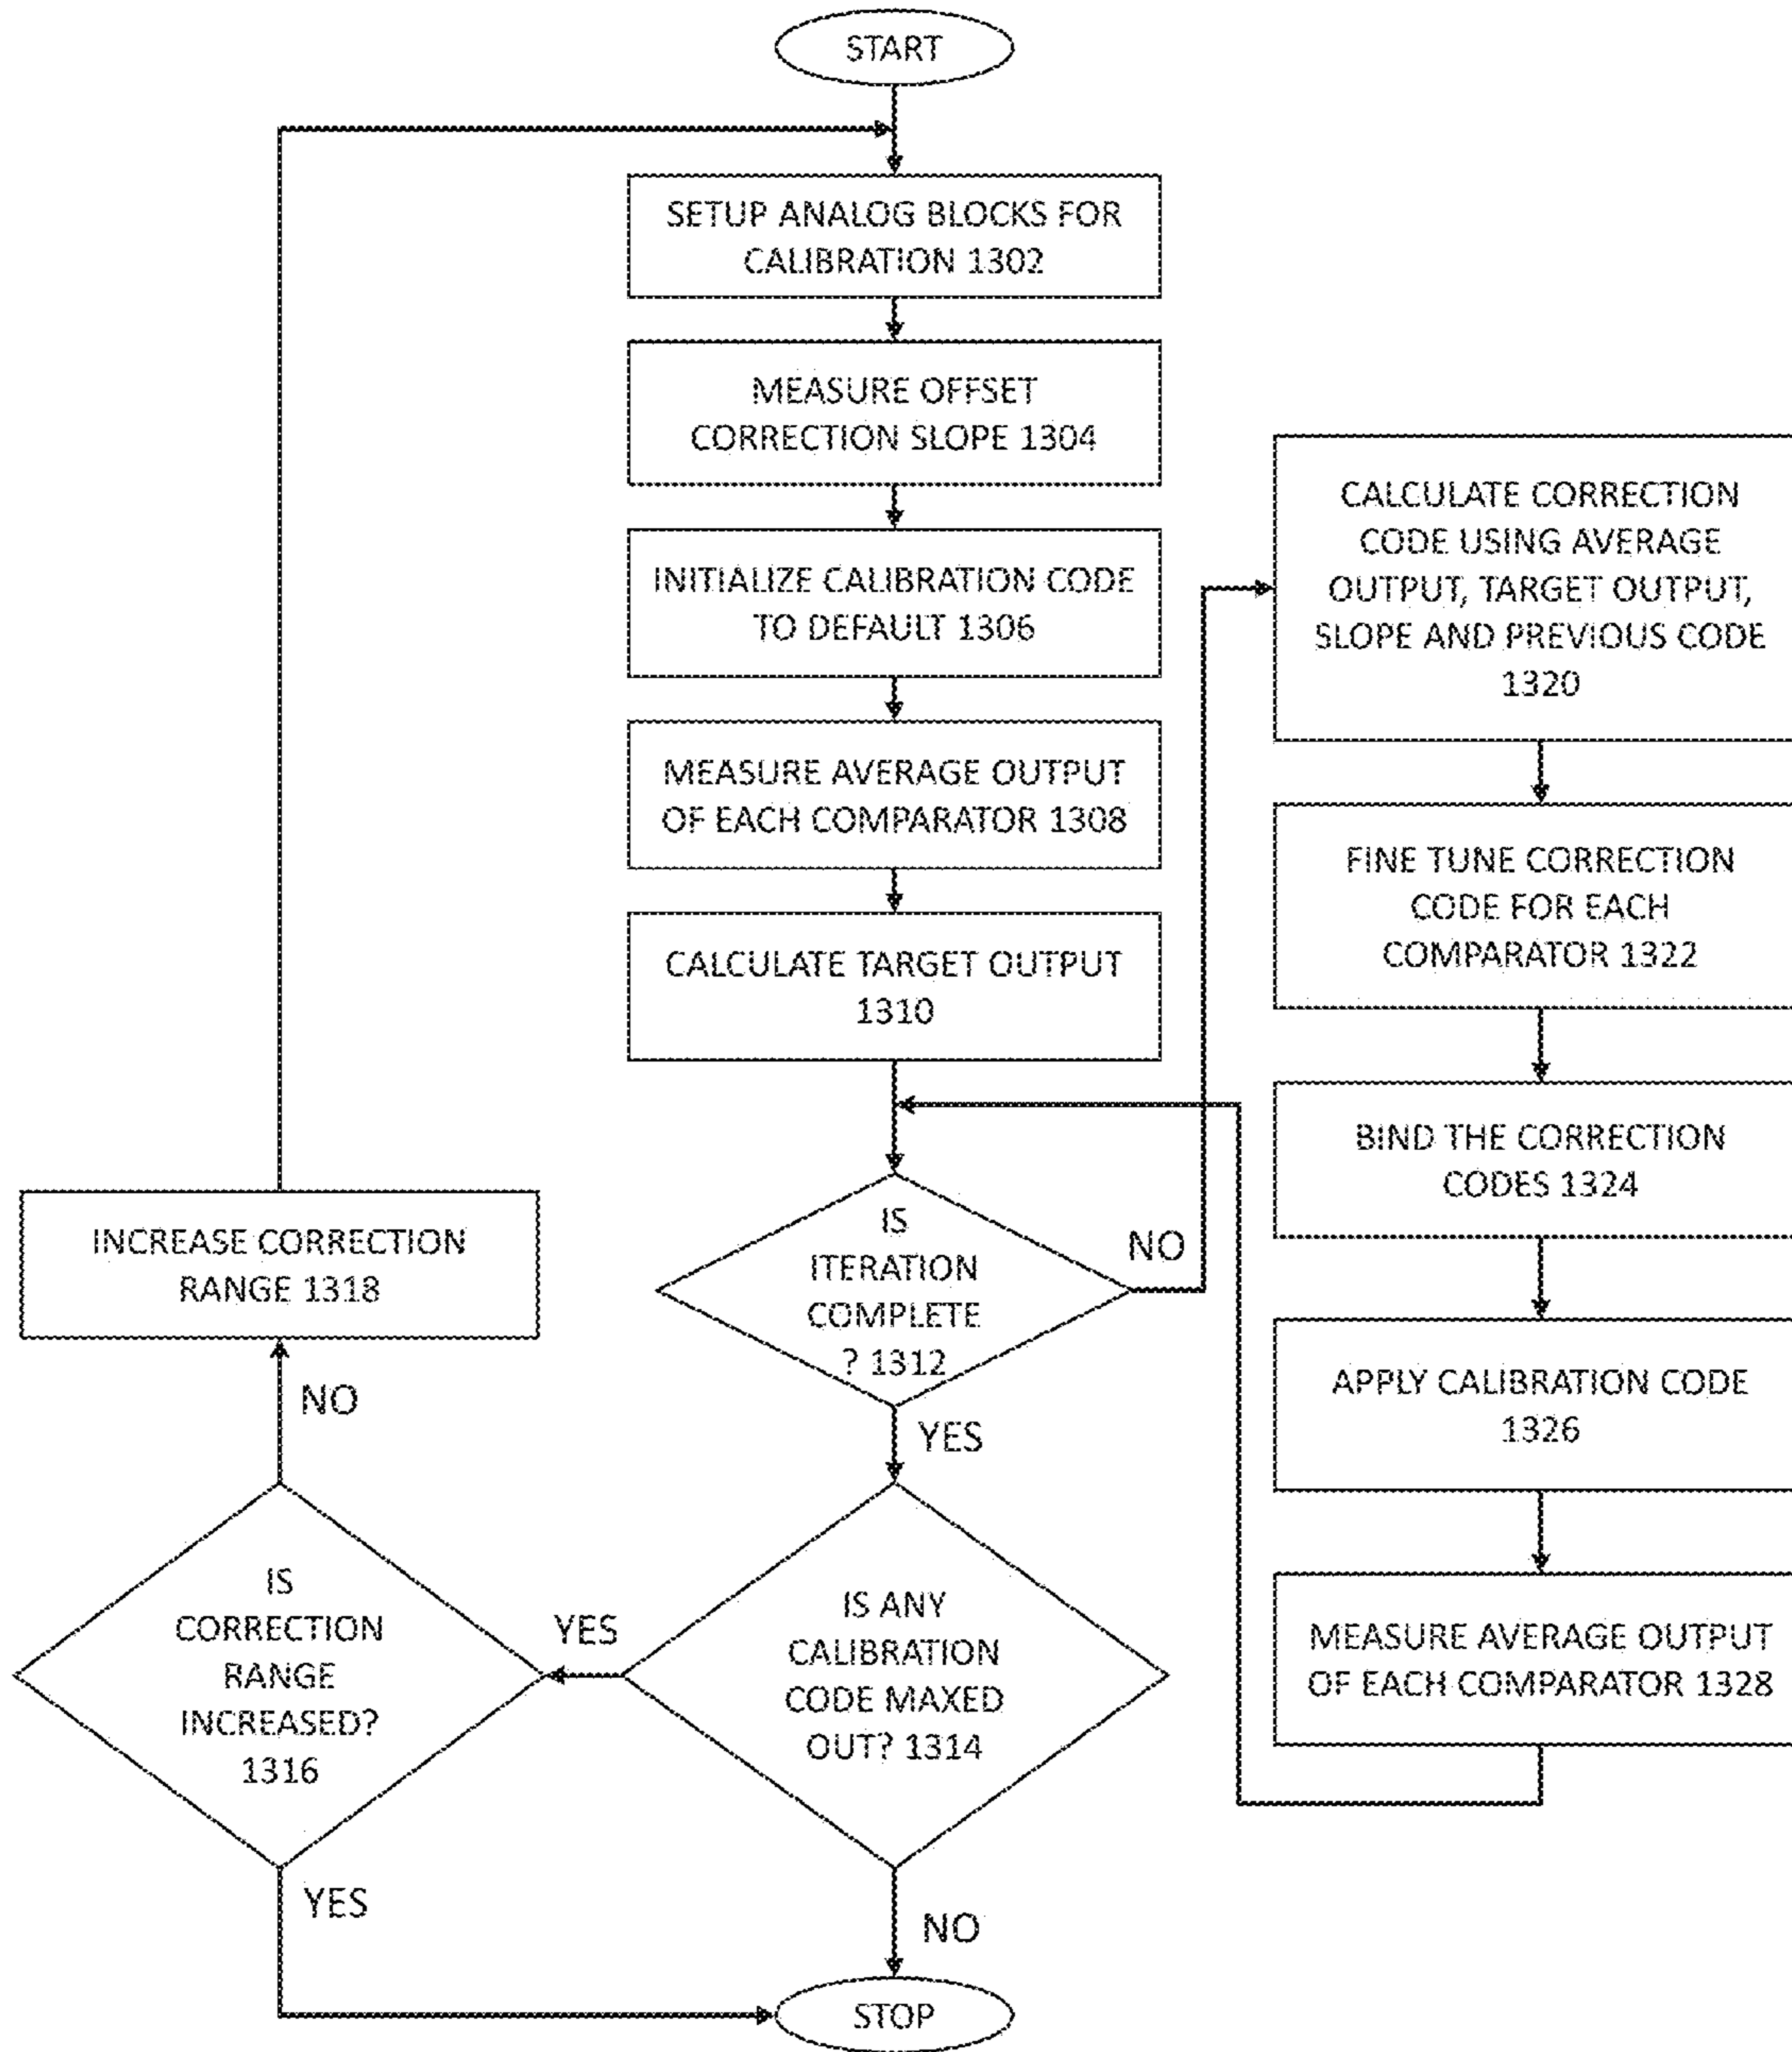 START
SETUP ANALOG BLOCKS FOR
CALIBRATION 1302
MEASURE OFFSET
CORRECTION SLOPE 1304
INITIALIZE CALIBRATION CODE
TO DEFAULT 1306
MEASURE AVERAGE OUTPUT
OF EACH COMPARATOR 1308
CALCULATE TARGET OUTPUT
1310
IS
ITERATION
COMPLETE
? 1312
NO
YES
CALCULATE CORRECTION
CODE USING AVERAGE
OUTPUT, TARGET OUTPUT,
SLOPE AND PREVIOUS CODE
1320
FINE TUNE CORRECTION
CODE FOR EACH
COMPARATOR 1322
BIND THE CORRECTION
CODES 1324
APPLY CALIBRATION CODE
1326
MEASURE AVERAGE OUTPUT
OF EACH COMPARATOR 1328
IS ANY
CALIBRATION
CODE MAXED
OUT? 1314
YES
NO
IS
CORRECTION
RANGE
INCREASED?
1316
NO
YES
INCREASE CORRECTION
RANGE 1318
STOP